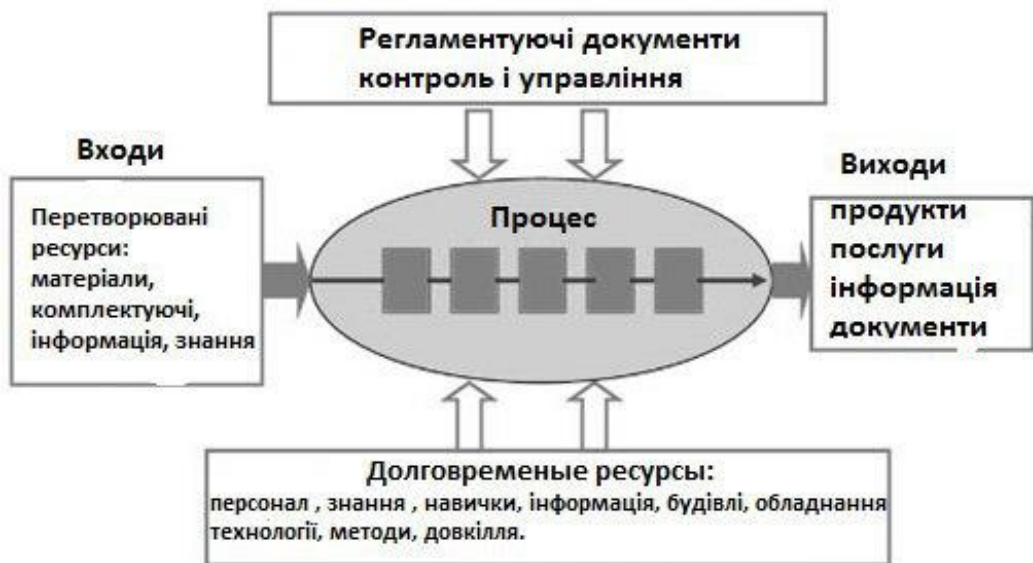 Регламентуючі документи
контроль і управління
Входи
Перетворювані
ресурси:
матеріали,
комплектуючі,
інформація, знання
Процес
Виходи
продукти
послуги
інформація
документи
Долговременые ресурсы:
персонал , знання , навички, інформація, будівлі, обладнання
технології, методи, довкілля.